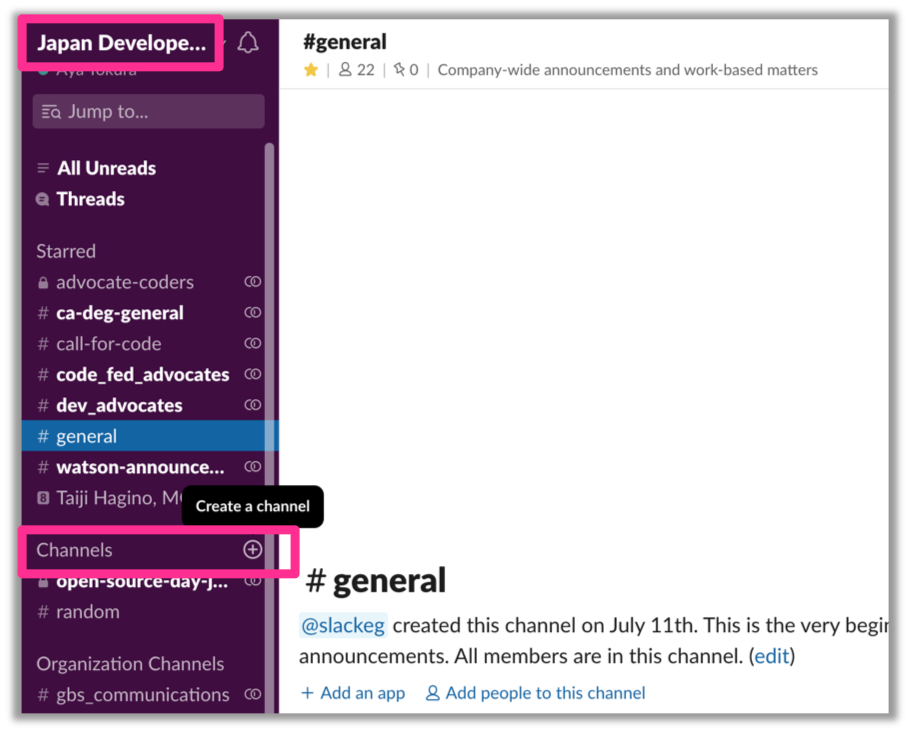 Japan Develope...
Aya Tokura
Jump to...
All Unreads
Threads
Starred
advocate-coders
# ca-deg-general
# call-for-code
# code_fed_advocates
# dev_advocates
# general
# watson-announce...
8 Taiji Hagino, M
Create a channel
Channels
open-source-day-j...
# random
Organization Channels
# gbs_communications
#general
| 22 | 0 | Company-wide announcements and work-based matters
# general
@slackeg created this channel on July 11th. This is the very begin
announcements. All members are in this channel. (edit)
+ Add an app Add people to this channel